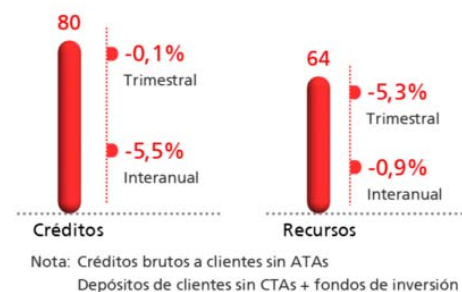 80
-0,1%
Trimestral
-5,5%
Interanual
Créditos
64
-5,3%
Trimestral
-0,9%
Interanual
Recursos
Nota: Créditos brutos a clientes sin ATAs
Depósitos de clientes sin CTAs + fondos de inversión